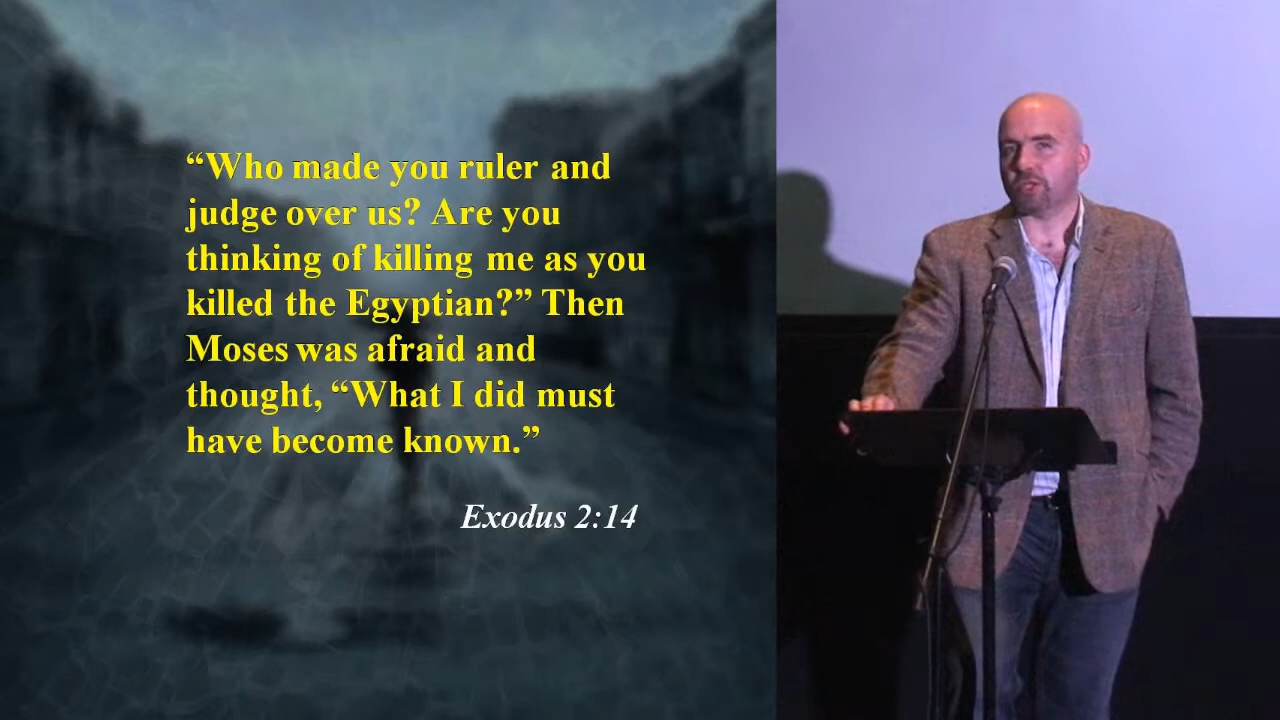 “Who made you ruler and
judge over us? Are you
thinking of killing me as you
killed the Egyptian?” Then
Moses was afraid and
thought, “What I did must
have become known.”
Exodus 2:14